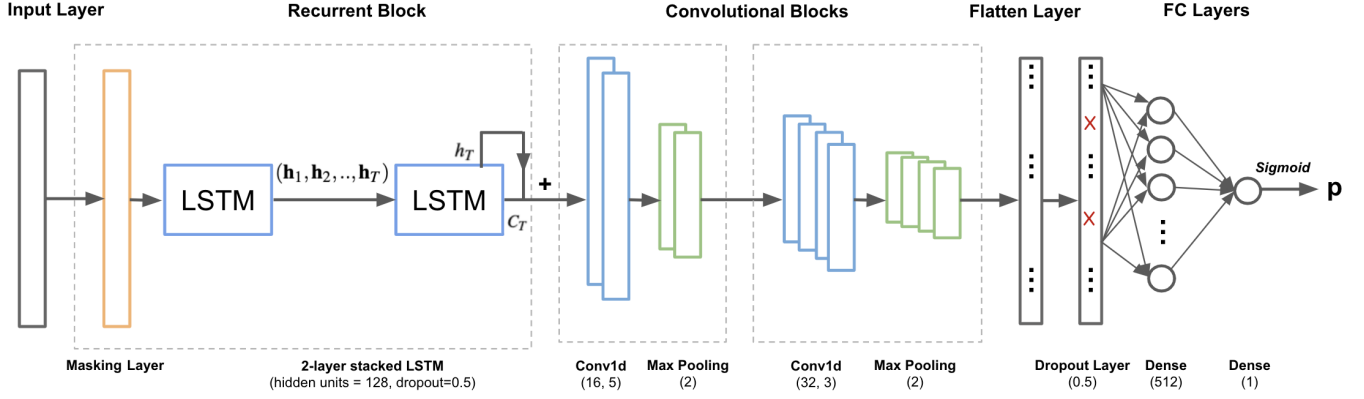 Input Layer
Recurrent Block
Convolutional Blocks
Flatten Layer
FC Layers
LSTM
(h₁, h₂, .., h_T)
LSTM
h_T
C_T
+
Sigmoid
p
Masking Layer
2-layer stacked LSTM
(hidden units = 128, dropout=0.5)
Conv1d
(16, 5)
Max Pooling
(2)
Conv1d
(32, 3)
Max Pooling
(2)
Dropout Layer
(0.5)
Dense
(512)
Dense
(1)